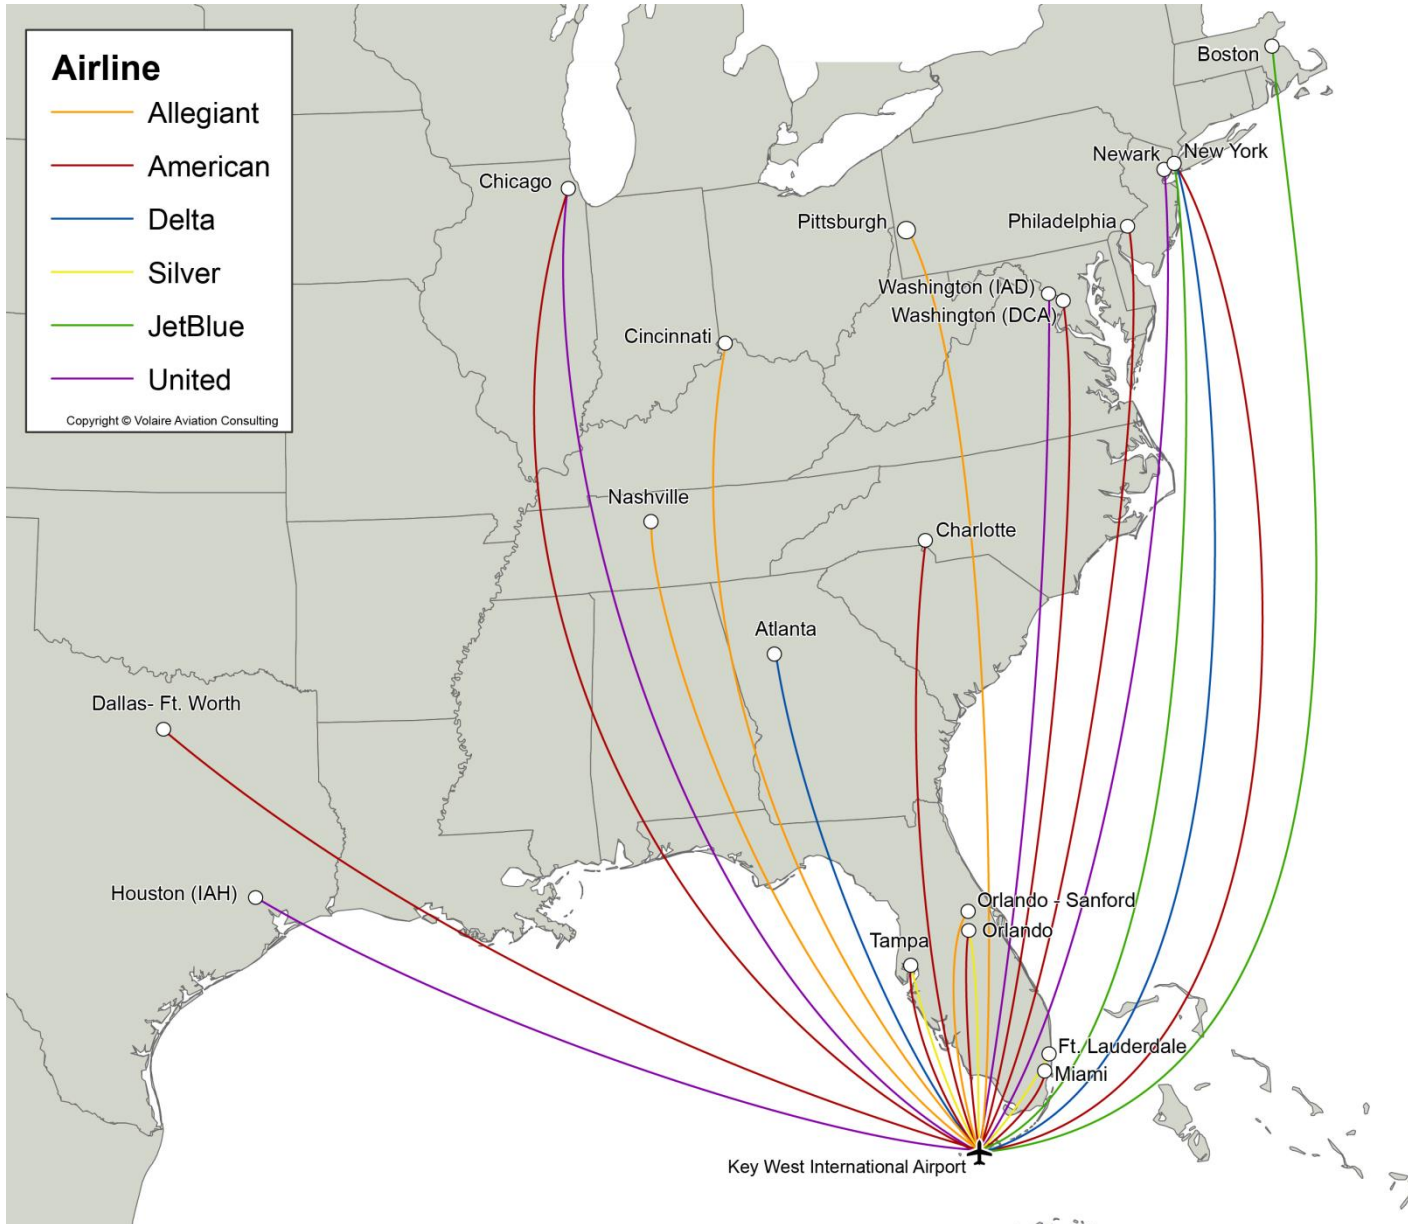 Airline
Allegiant
American
Delta
Silver
JetBlue
United
Copyright © Volaire Aviation Consulting
Boston
Newark
New York
Chicago
Pittsburgh
Philadelphia
Washington (IAD)
Washington (DCA)
Cincinnati
Nashville
Charlotte
Atlanta
Dallas- Ft. Worth
Houston (IAH)
Orlando - Sanford
Orlando
Tampa
Ft. Lauderdale
Miami
Key West International Airport